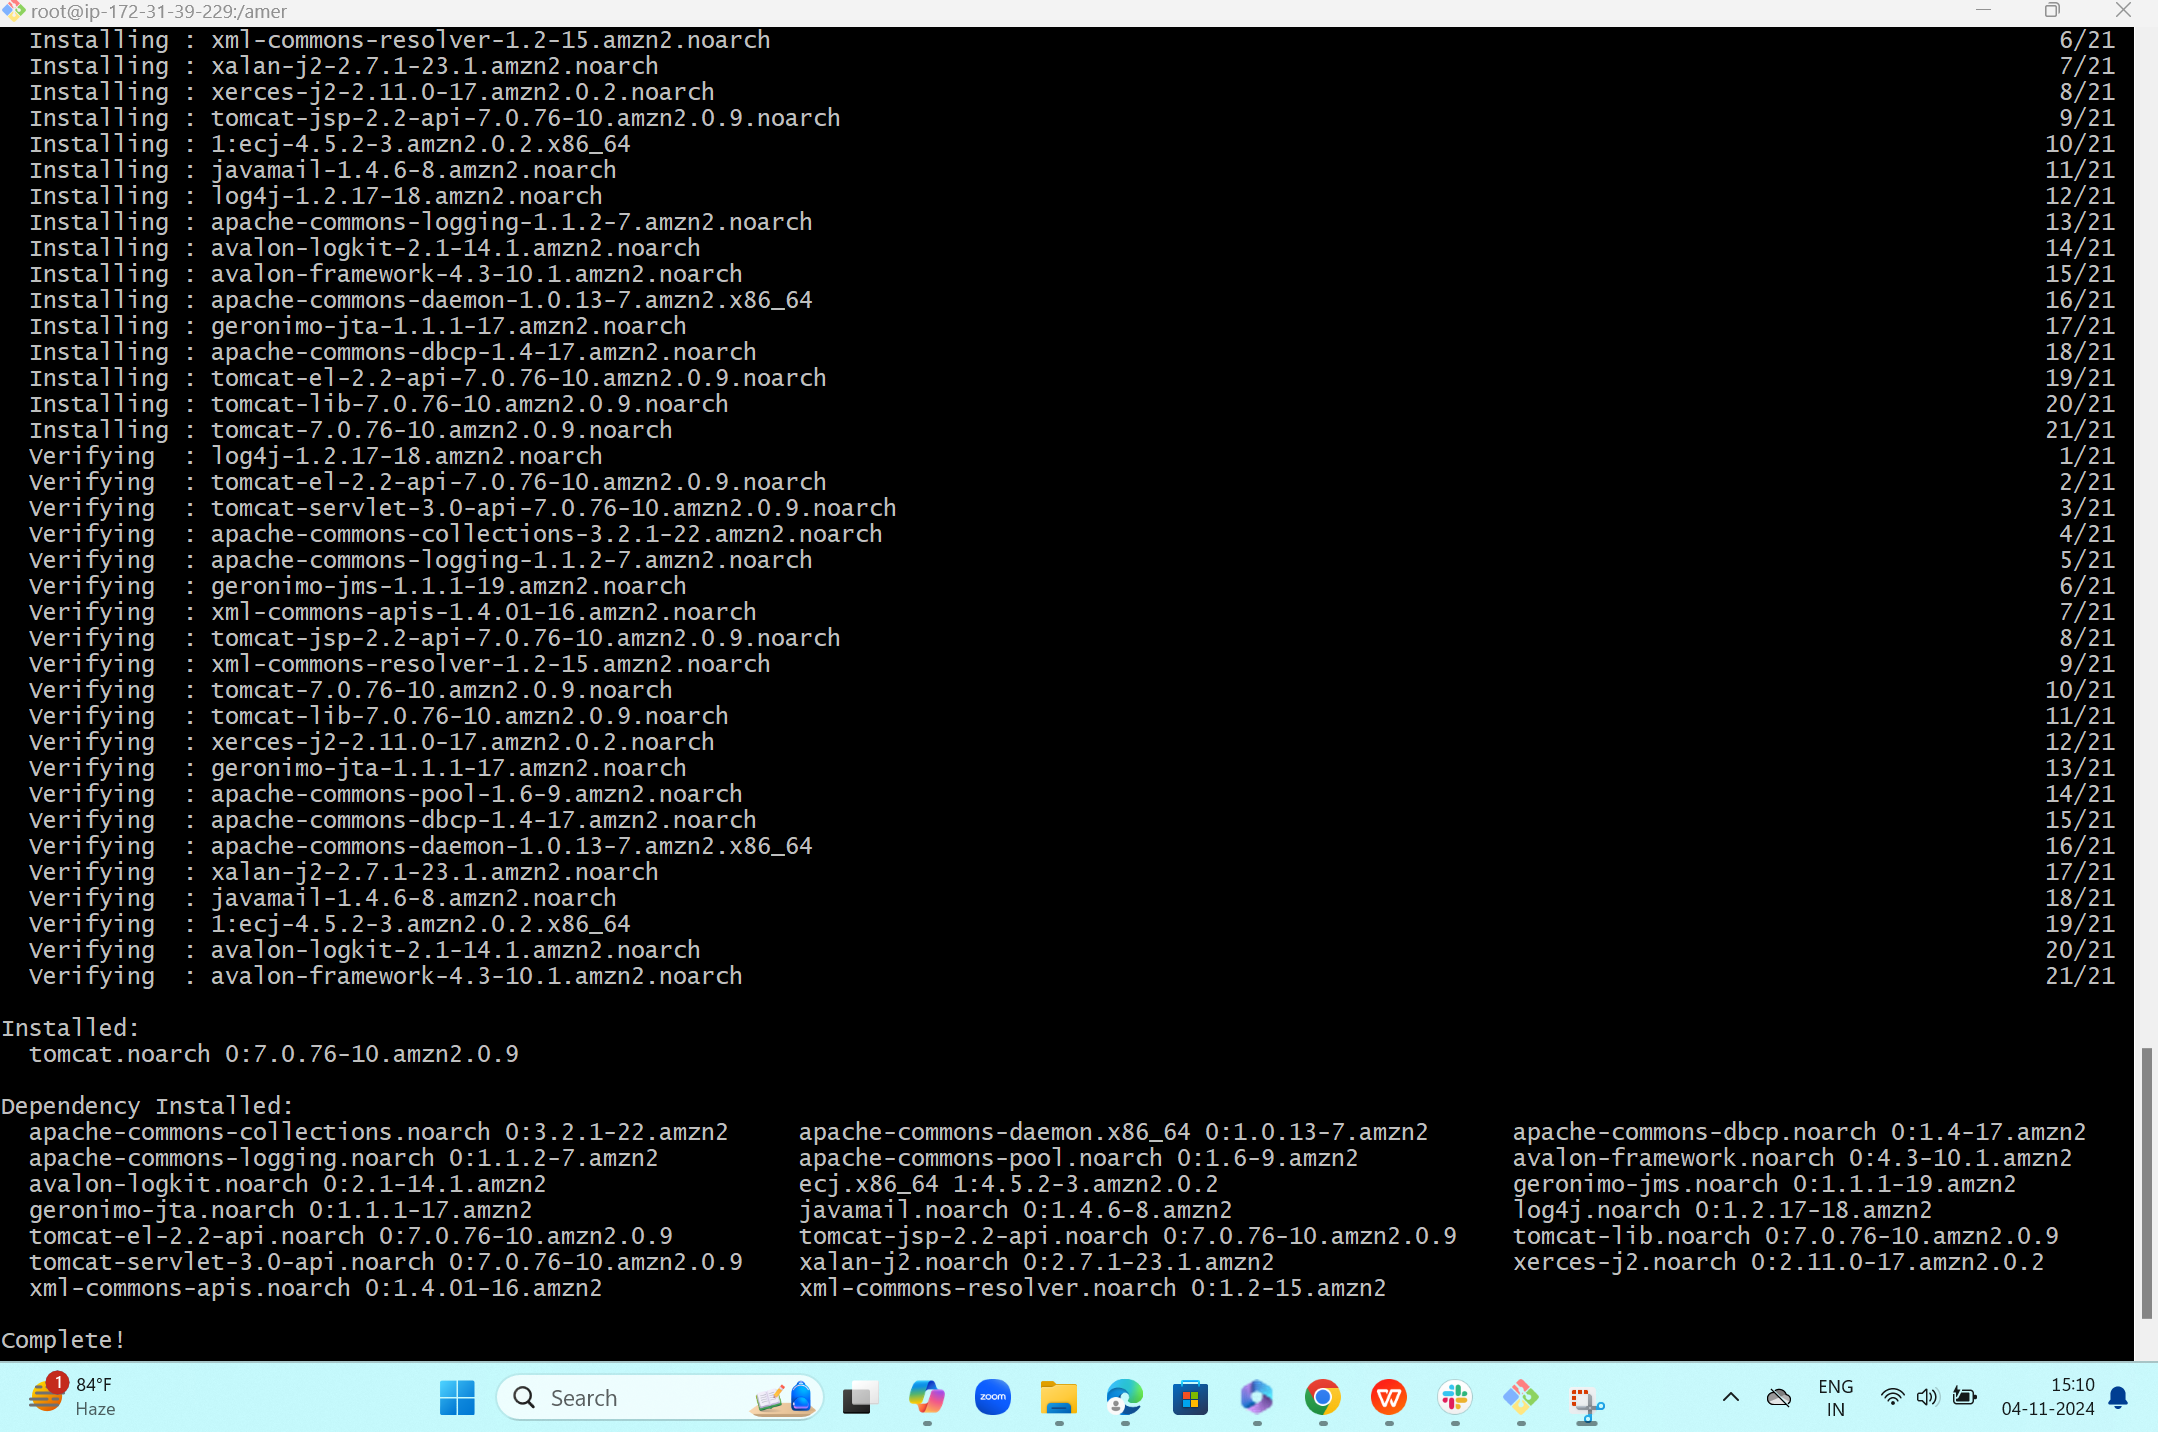 root@ip-172-31-39-229:/amer
Installing : xml-commons-resolver-1.2-15.amzn2.noarch 6/21
Installing : xalan-j2-2.7.1-23.1.amzn2.noarch 7/21
Installing : xerces-j2-2.11.0-17.amzn2.0.2.noarch 8/21
Installing : tomcat-jsp-2.2-api-7.0.76-10.amzn2.0.9.noarch 9/21
Installing : 1:ecj-4.5.2-3.amzn2.0.2.x86_64 10/21
Installing : javamail-1.4.6-8.amzn2.noarch 11/21
Installing : log4j-1.2.17-18.amzn2.noarch 12/21
Installing : apache-commons-logging-1.1.2-7.amzn2.noarch 13/21
Installing : avalon-logkit-2.1-14.1.amzn2.noarch 14/21
Installing : avalon-framework-4.3-10.1.amzn2.noarch 15/21
Installing : apache-commons-daemon-1.0.13-7.amzn2.x86_64 16/21
Installing : geronimo-jta-1.1.1-17.amzn2.noarch 17/21
Installing : apache-commons-dbcp-1.4-17.amzn2.noarch 18/21
Installing : tomcat-el-2.2-api-7.0.76-10.amzn2.0.9.noarch 19/21
Installing : tomcat-lib-7.0.76-10.amzn2.0.9.noarch 20/21
Installing : tomcat-7.0.76-10.amzn2.0.9.noarch 21/21
Verifying : log4j-1.2.17-18.amzn2.noarch 1/21
Verifying : tomcat-el-2.2-api-7.0.76-10.amzn2.0.9.noarch 2/21
Verifying : tomcat-servlet-3.0-api-7.0.76-10.amzn2.0.9.noarch 3/21
Verifying : apache-commons-collections-3.2.1-22.amzn2.noarch 4/21
Verifying : apache-commons-logging-1.1.2-7.amzn2.noarch 5/21
Verifying : geronimo-jms-1.1.1-19.amzn2.noarch 6/21
Verifying : xml-commons-apis-1.4.01-16.amzn2.noarch 7/21
Verifying : tomcat-jsp-2.2-api-7.0.76-10.amzn2.0.9.noarch 8/21
Verifying : xml-commons-resolver-1.2-15.amzn2.noarch 9/21
Verifying : tomcat-7.0.76-10.amzn2.0.9.noarch 10/21
Verifying : tomcat-lib-7.0.76-10.amzn2.0.9.noarch 11/21
Verifying : xerces-j2-2.11.0-17.amzn2.0.2.noarch 12/21
Verifying : geronimo-jta-1.1.1-17.amzn2.noarch 13/21
Verifying : apache-commons-pool-1.6-9.amzn2.noarch 14/21
Verifying : apache-commons-dbcp-1.4-17.amzn2.noarch 15/21
Verifying : apache-commons-daemon-1.0.13-7.amzn2.x86_64 16/21
Verifying : xalan-j2-2.7.1-23.1.amzn2.noarch 17/21
Verifying : javamail-1.4.6-8.amzn2.noarch 18/21
Verifying : 1:ecj-4.5.2-3.amzn2.0.2.x86_64 19/21
Verifying : avalon-logkit-2.1-14.1.amzn2.noarch 20/21
Verifying : avalon-framework-4.3-10.1.amzn2.noarch 21/21
Installed:
tomcat.noarch 0:7.0.76-10.amzn2.0.9
Dependency Installed:
apache-commons-collections.noarch 0:3.2.1-22.amzn2 apache-commons-daemon.x86_64 0:1.0.13-7.amzn2 apache-commons-dbcp.noarch 0:1.4-17.amzn2
apache-commons-logging.noarch 0:1.1.2-7.amzn2 apache-commons-pool.noarch 0:1.6-9.amzn2 avalon-framework.noarch 0:4.3-10.1.amzn2
avalon-logkit.noarch 0:2.1-14.1.amzn2 ecj.x86_64 1:4.5.2-3.amzn2.0.2 geronimo-jms.noarch 0:1.1.1-19.amzn2
geronimo-jta.noarch 0:1.1.1-17.amzn2 javamail.noarch 0:1.4.6-8.amzn2 log4j.noarch 0:1.2.17-18.amzn2
tomcat-el-2.2-api.noarch 0:7.0.76-10.amzn2.0.9 tomcat-jsp-2.2-api.noarch 0:7.0.76-10.amzn2.0.9 tomcat-lib.noarch 0:7.0.76-10.amzn2.0.9
tomcat-servlet-3.0-api.noarch 0:7.0.76-10.amzn2.0.9 xalan-j2.noarch 0:2.7.1-23.1.amzn2 xerces-j2.noarch 0:2.11.0-17.amzn2.0.2
xml-commons-apis.noarch 0:1.4.01-16.amzn2 xml-commons-resolver.noarch 0:1.2-15.amzn2
Complete!
1 84°F
Haze
Search
zoom
W
ENG
IN
15:10
04-11-2024